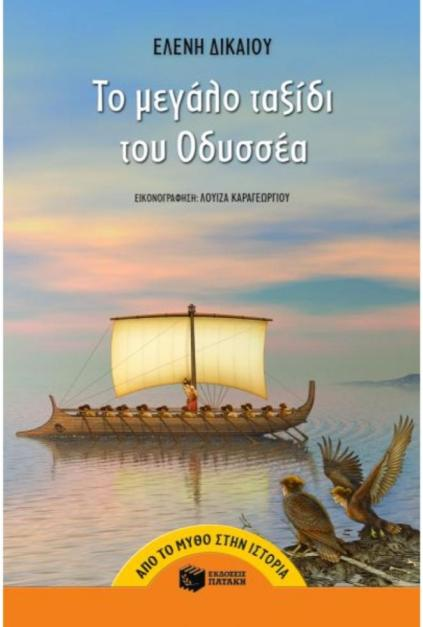 ΕΛΕΝΗ ΔΙΚΑΙΟΥ
Το μεγάλο ταξίδι
του Οδυσσέα
ΕΙΚΟΝΟΓΡΑΦΗΣΗ: ΛΟΥΙΖΑ ΚΑΡΑΓΕΩΡΓΙΟΥ
ΑΠΟ ΤΟ ΜΥΘΟ ΣΤΗΝ ΙΣΤΟΡΙΑ
ΕΚΔΟΣΕΙΣ
ΠΑΤΑΚΗ